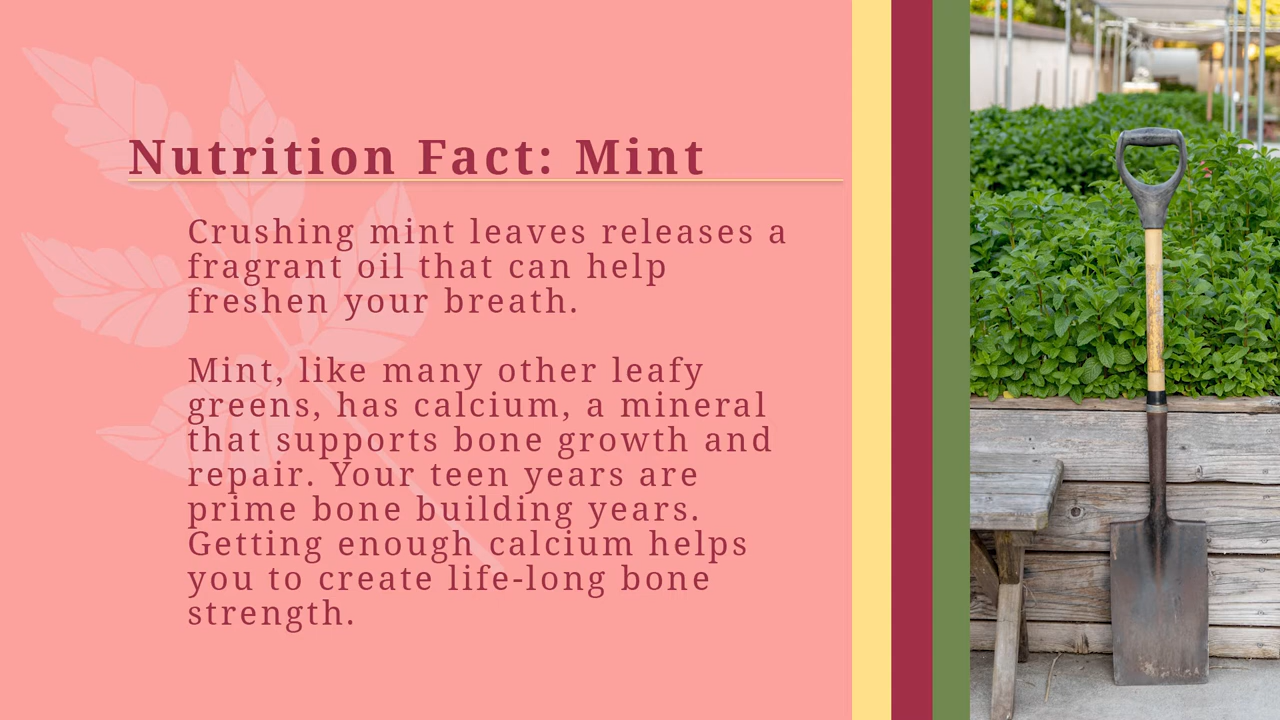 Nutrition Fact: Mint
Crushing mint leaves releases a
fragrant oil that can help
freshen your breath.
Mint, like many other leafy
greens, has calcium, a mineral
that supports bone growth and
repair. Your teen years are
prime bone building years.
Getting enough calcium helps
you to create life-long bone
strength.